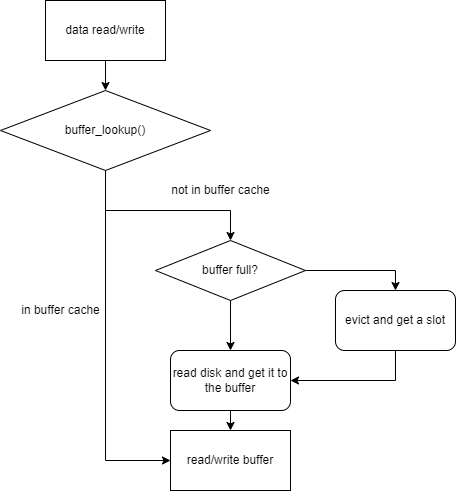 data read/write
buffer_lookup()
not in buffer cache
buffer full?
in buffer cache
evict and get a slot
read disk and get it to
the buffer
read/write buffer